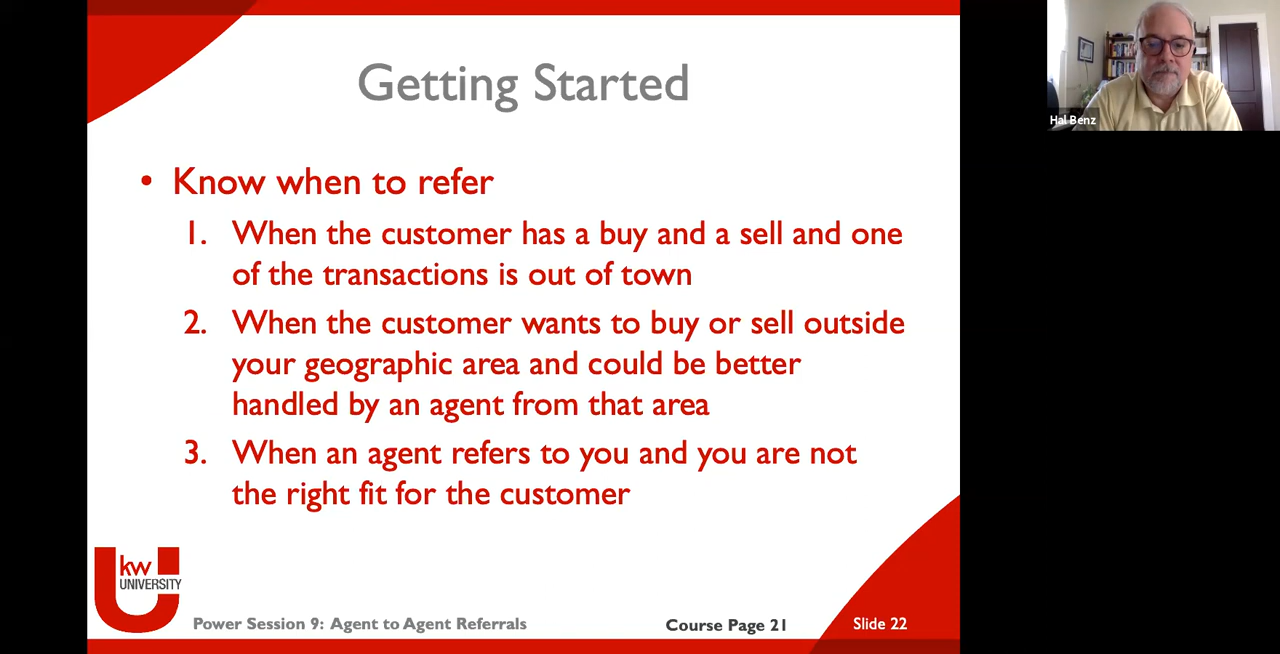 Getting Started
• Know when to refer
1. When the customer has a buy and a sell and one
of the transactions is out of town
2. When the customer wants to buy or sell outside
your geographic area and could be better
handled by an agent from that area
3. When an agent refers to you and you are not
the right fit for the customer
kw
UNIVERSITY
Power Session 9: Agent to Agent Referrals
Course Page 21
Slide 22
Hal Benz